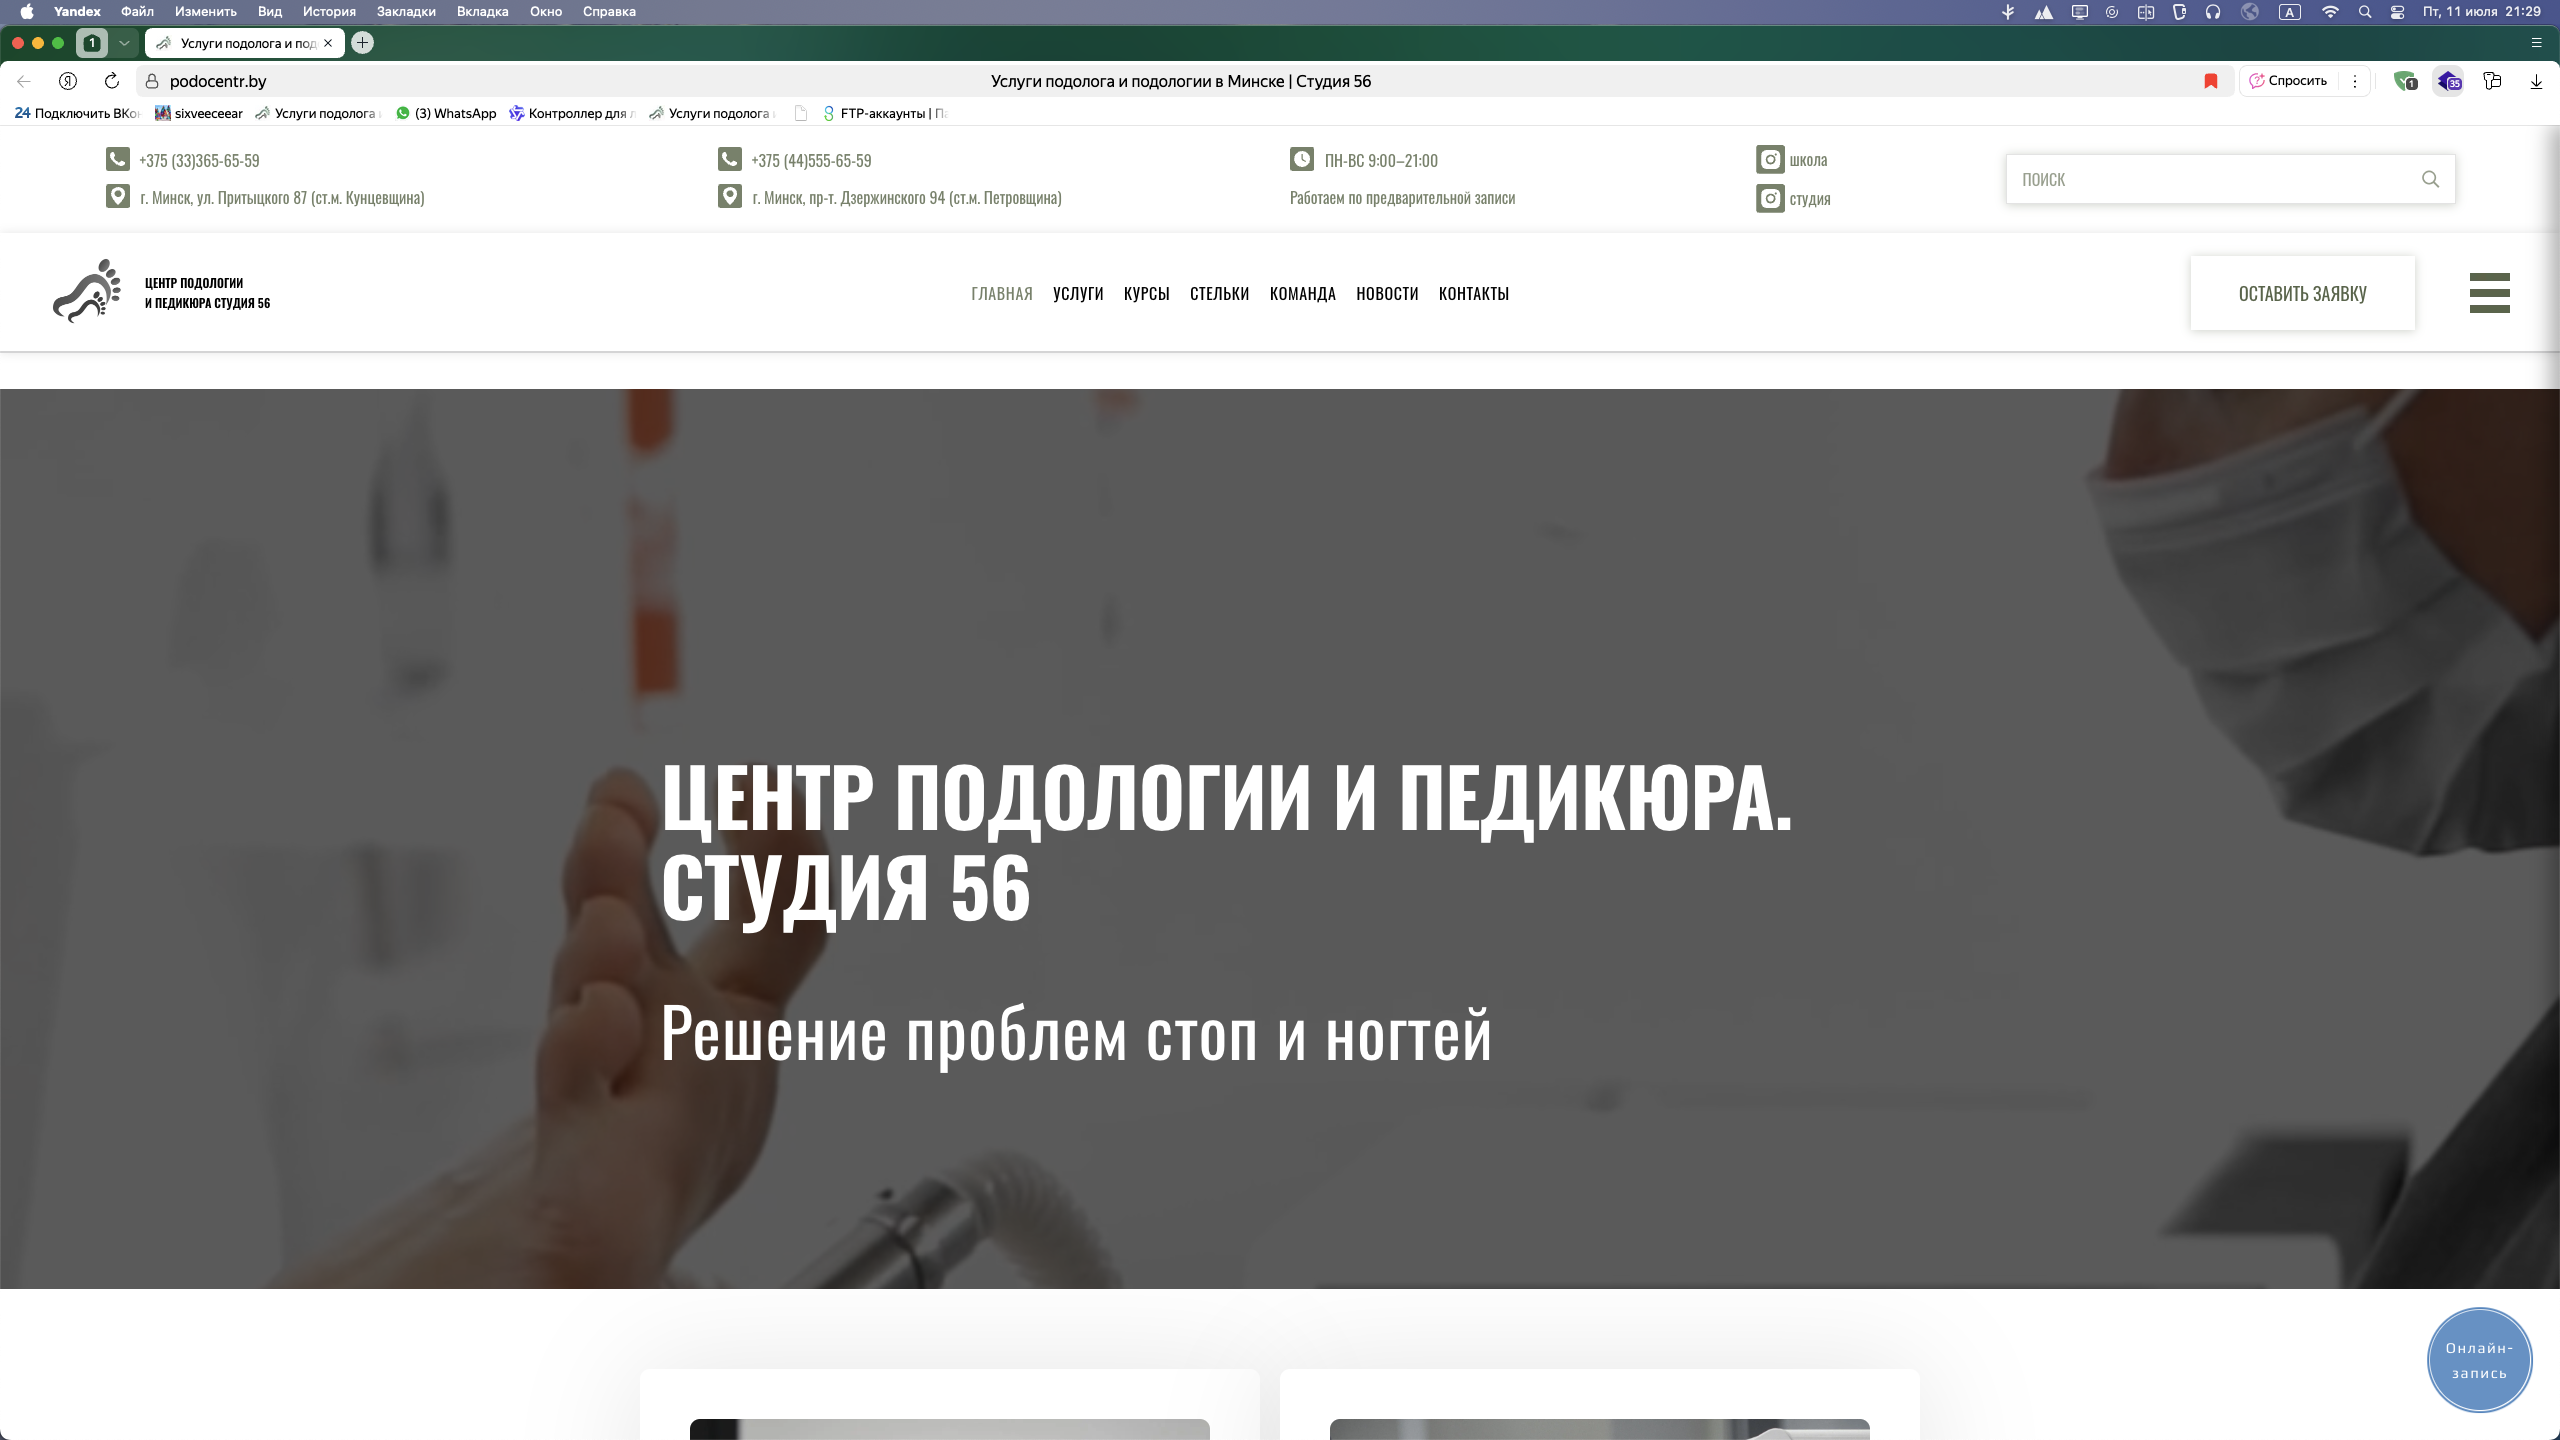 Yandex Файл Изменить Вид История Закладки Вкладка Окно Справка
A Пт, 11 июля 21:29
1 Услуги подолога и под
podocentr.by Услуги подолога и подологии в Минске | Студия 56 Спросить 1 35
24 Подключить ВКон sixveeceear Услуги подолога (3) WhatsApp Контроллер для Услуги подолога FTP-аккаунты |
+375 (33)365-65-59
г. Минск, ул. Притыцкого 87 (ст.м. Кунцевщина)
+375 (44)555-65-59
г. Минск, пр-т. Дзержинского 94 (ст.м. Петровщина)
ПН-ВС 9:00–21:00
Работаем по предварительной записи
школа
студия
ПОИСК
ЦЕНТР ПОДОЛОГИИ
И ПЕДИКЮРА СТУДИЯ 56
ГЛАВНАЯ УСЛУГИ КУРСЫ СТЕЛЬКИ КОМАНДА НОВОСТИ КОНТАКТЫ
ОСТАВИТЬ ЗАЯВКУ
ЦЕНТР ПОДОЛОГИИ И ПЕДИКЮРА.
СТУДИЯ 56
Решение проблем стоп и ногтей
Онлайн-
запись